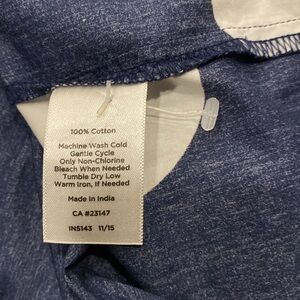 100% Cotton
Machine Wash Cold
Gentle Cycle
Only Non-Chlorine
Bleach When Needed
Tumble Dry Low
Warm Iron, If Needed
Made in India
CA #23147
IN5143 11/15